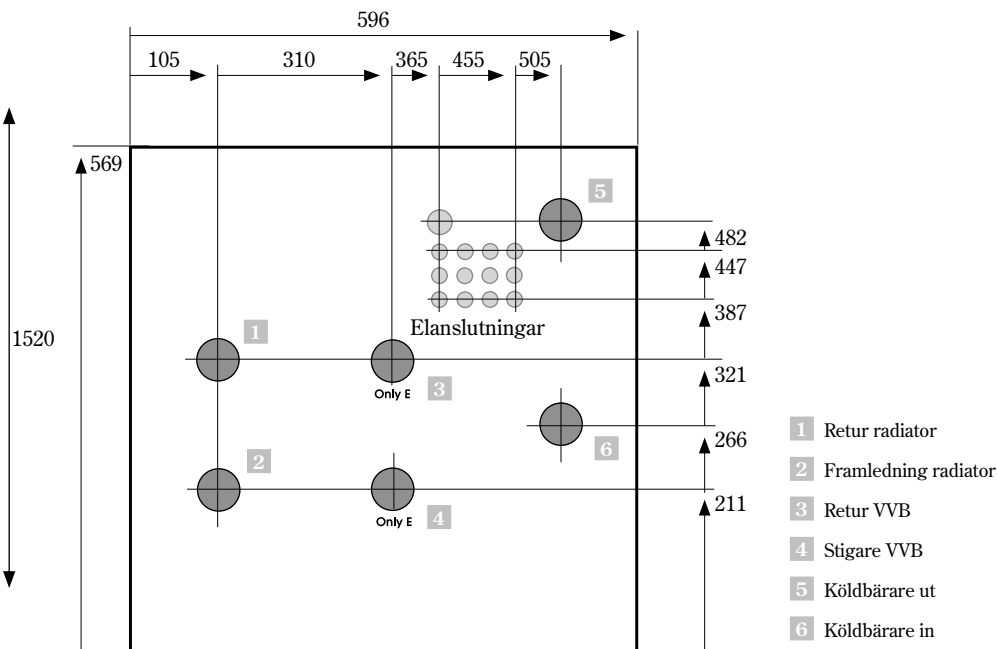 596
105 310 365 455 505
569
5
482
447
387
Elanslutningar
1520
1
321
Only E 3
266
6
2
211
Only E 4
1 Retur radiator
2 Framledning radiator
3 Retur VVB
4 Stigare VVB
5 Köldbärare ut
6 Köldbärare in